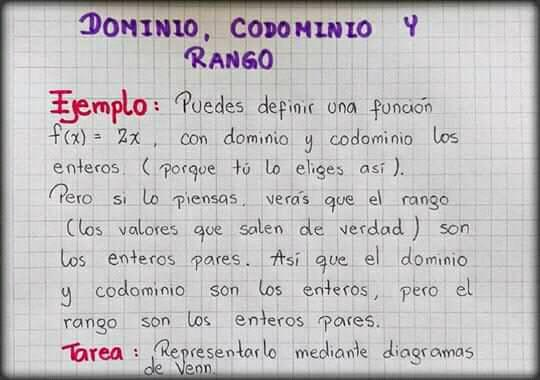 DOMINIO, CODOMINIO Y
RANGO
Ejemplo: Puedes definir una función
f(x) = 2x, con dominio y codominio los
enteros. (porque tú lo eliges así).
Pero si lo piensas, verás que el rango
(los valores que salen de verdad) son
los enteros pares. Así que el dominio
y codominio son los enteros, pero el
rango son los enteros pares.
Tarea: Representarlo mediante diagramas
de Venn.